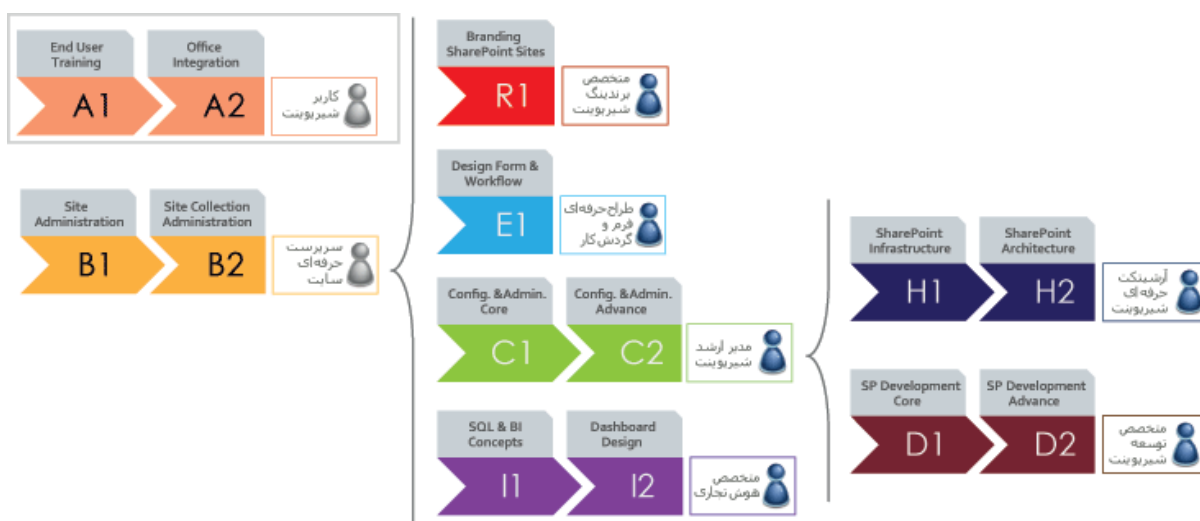 End User
Training
A1
Office
Integration
A2
کاربر
شیرپوینت
Site
Administration
B1
Site Collection
Administration
B2
سرپرست
حرفه‌ای
سایت
Branding
SharePoint Sites
R1
متخصص
برندینگ
شیرپوینت
Design Form &
Workflow
E1
طراح حرفه‌ای
فرم و
گردش کار
Config. &Admin.
Core
C1
Config. &Admin.
Advance
C2
مدیر ارشد
شیرپوینت
SQL & BI
Concepts
I1
Dashboard
Design
I2
متخصص
هوش تجاری
SharePoint
Infrastructure
H1
SharePoint
Architecture
H2
آرشیتکت
حرفه ای
شیرپوینت
SP Development
Core
D1
SP Development
Advance
D2
متخصص
توسعه
شیرپوینت